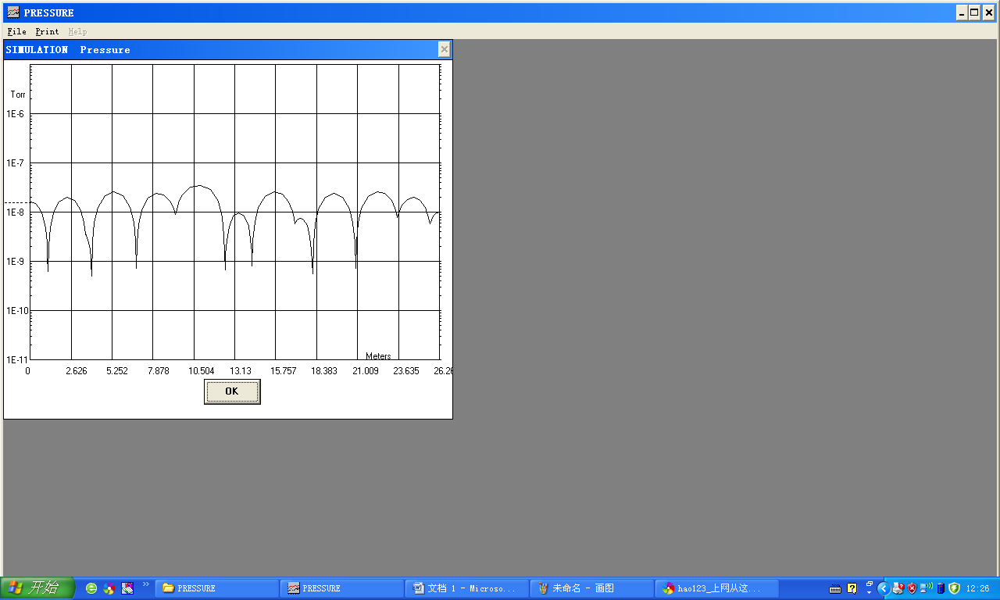 PRESSURE
File Print Help
SIMULATION Pressure
Torr
1E-6
1E-7
1E-8
1E-9
1E-10
1E-11
Meters
0 2.626 5.252 7.878 10.504 13.13 15.757 18.383 21.009 23.635 26.26
OK
开始 PRESSURE PRESSURE 文档 1 - Microso... 未命名 - 画图 hao123_上网从这... 12:26